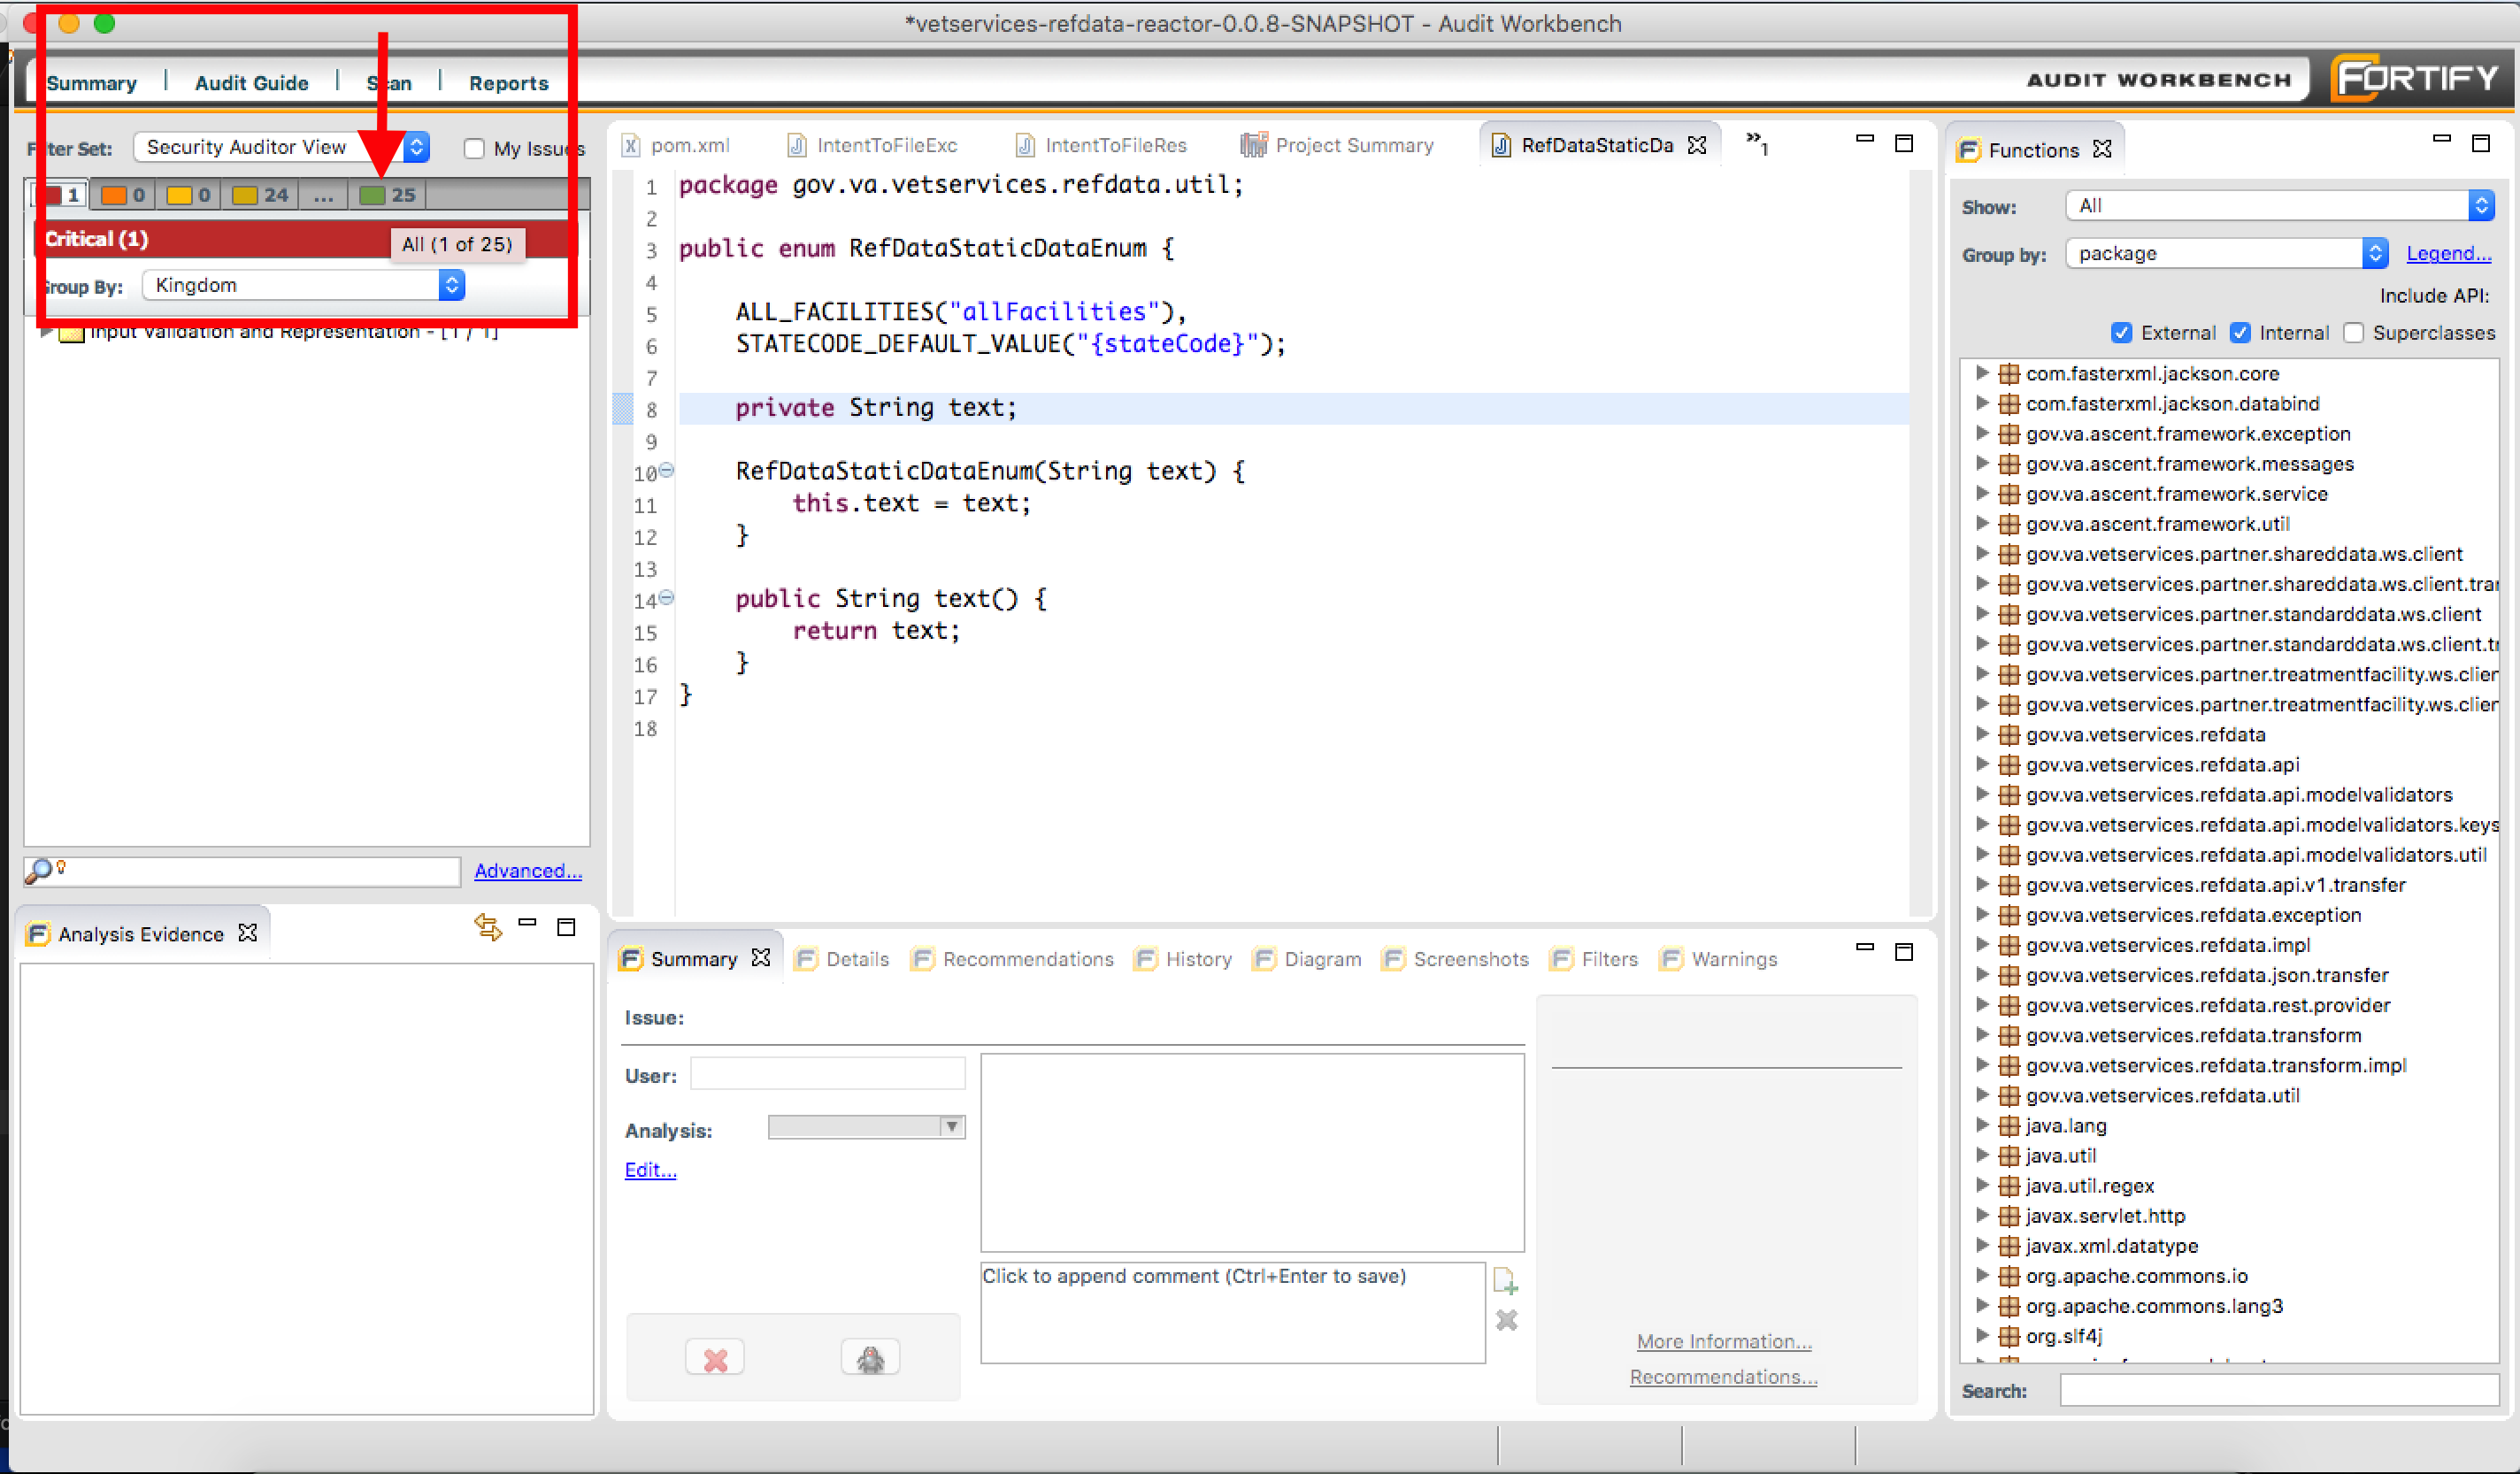 *vetservices-refdata-reactor-0.0.8-SNAPSHOT - Audit Workbench
Summary | Audit Guide | Scan | Reports
AUDIT WORKBENCH
FORTIFY
Filter Set: Security Auditor View My Issues
1 0 0 24 ... 25
Critical (1)
All (1 of 25)
Group By: Kingdom
Input Validation and Representation - [1 / 1]
Advanced...
Analysis Evidence
pom.xml IntentToFileExc IntentToFileRes Project Summary RefDataStaticDa »1
1 package gov.va.vetservices.refdata.util;
2
3 public enum RefDataStaticDataEnum {
4
5 ALL_FACILITIES("allFacilities"),
6 STATECODE_DEFAULT_VALUE("{stateCode}");
7
8 private String text;
9
10 RefDataStaticDataEnum(String text) {
11 this.text = text;
12 }
13
14 public String text() {
15 return text;
16 }
17 }
18
Summary Details Recommendations History Diagram Screenshots Filters Warnings
Issue:
User:
Analysis:
Edit...
Click to append comment (Ctrl+Enter to save)
More Information...
Recommendations...
Functions
Show: All
Group by: package Legend...
Include API:
External Internal Superclasses
com.fasterxml.jackson.core
com.fasterxml.jackson.databind
gov.va.ascent.framework.exception
gov.va.ascent.framework.messages
gov.va.ascent.framework.service
gov.va.ascent.framework.util
gov.va.vetservices.partner.shareddata.ws.client
gov.va.vetservices.partner.shareddata.ws.client.tran
gov.va.vetservices.partner.standarddata.ws.client
gov.va.vetservices.partner.standarddata.ws.client.tr
gov.va.vetservices.partner.treatmentfacility.ws.clien
gov.va.vetservices.partner.treatmentfacility.ws.clien
gov.va.vetservices.refdata
gov.va.vetservices.refdata.api
gov.va.vetservices.refdata.api.modelvalidators
gov.va.vetservices.refdata.api.modelvalidators.keys
gov.va.vetservices.refdata.api.modelvalidators.util
gov.va.vetservices.refdata.api.v1.transfer
gov.va.vetservices.refdata.exception
gov.va.vetservices.refdata.impl
gov.va.vetservices.refdata.json.transfer
gov.va.vetservices.refdata.rest.provider
gov.va.vetservices.refdata.transform
gov.va.vetservices.refdata.transform.impl
gov.va.vetservices.refdata.util
java.lang
java.util
java.util.regex
javax.servlet.http
javax.xml.datatype
org.apache.commons.io
org.apache.commons.lang3
org.slf4j
Search: